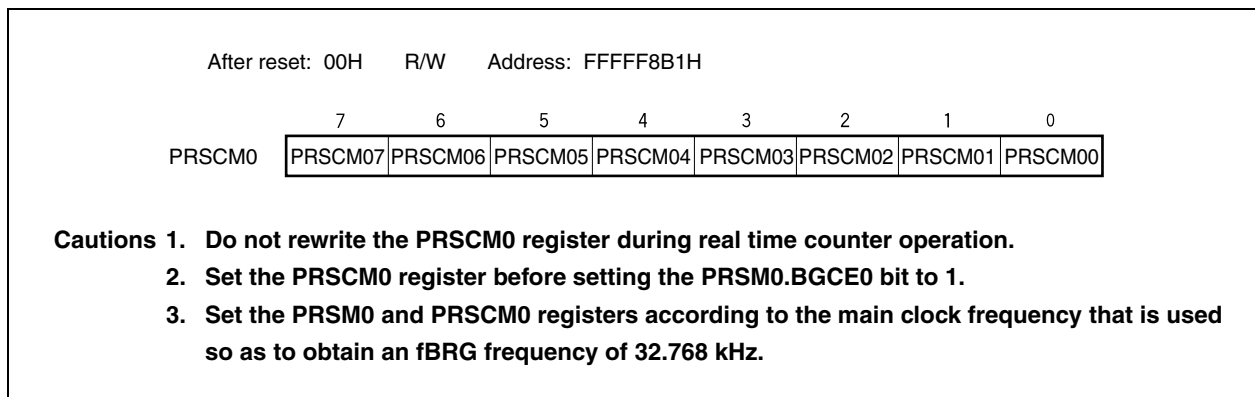 After reset: 00H R/W Address: FFFFF8B1H
7 6 5 4 3 2 1 0
PRSCM0 PRSCM07 PRSCM06 PRSCM05 PRSCM04 PRSCM03 PRSCM02 PRSCM01 PRSCM00
Cautions 1. Do not rewrite the PRSCM0 register during real time counter operation.
2. Set the PRSCM0 register before setting the PRSM0.BGCE0 bit to 1.
3. Set the PRSM0 and PRSCM0 registers according to the main clock frequency that is used
so as to obtain an fBRG frequency of 32.768 kHz.